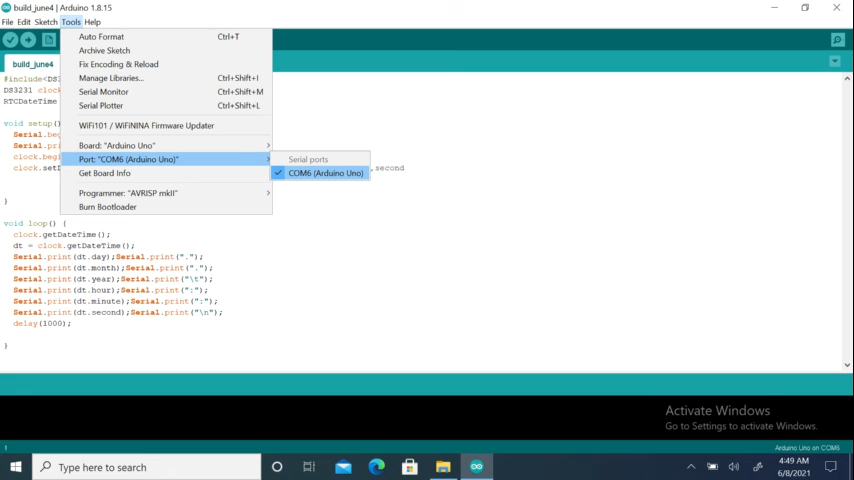 build_june4 | Arduino 1.8.15
File Edit Sketch Tools Help
Auto Format Ctrl+T
Archive Sketch
Fix Encoding & Reload
Manage Libraries... Ctrl+Shift+I
Serial Monitor Ctrl+Shift+M
Serial Plotter Ctrl+Shift+L
WiFi101 / WiFiNINA Firmware Updater
Board: "Arduino Uno"
Port: "COM6 (Arduino Uno)"
Get Board Info
Programmer: "AVRISP mkII"
Burn Bootloader
Serial ports
COM6 (Arduino Uno)
build_june4
#include<DS3
DS3231 cloc
RTCDateTime
void setup(
Serial.beg
Serial.pri
clock.begi
clock.setD ,second
}
void loop() {
clock.getDateTime();
dt = clock.getDateTime();
Serial.print(dt.day);Serial.print(".");
Serial.print(dt.month);Serial.print(".");
Serial.print(dt.year);Serial.print("\t");
Serial.print(dt.hour);Serial.print(":");
Serial.print(dt.minute);Serial.print(":");
Serial.print(dt.second);Serial.print("\n");
delay(1000);
}
Activate Windows
Go to Settings to activate Windows.
1 Arduino Uno on COM6
Type here to search
4:49 AM
6/8/2021